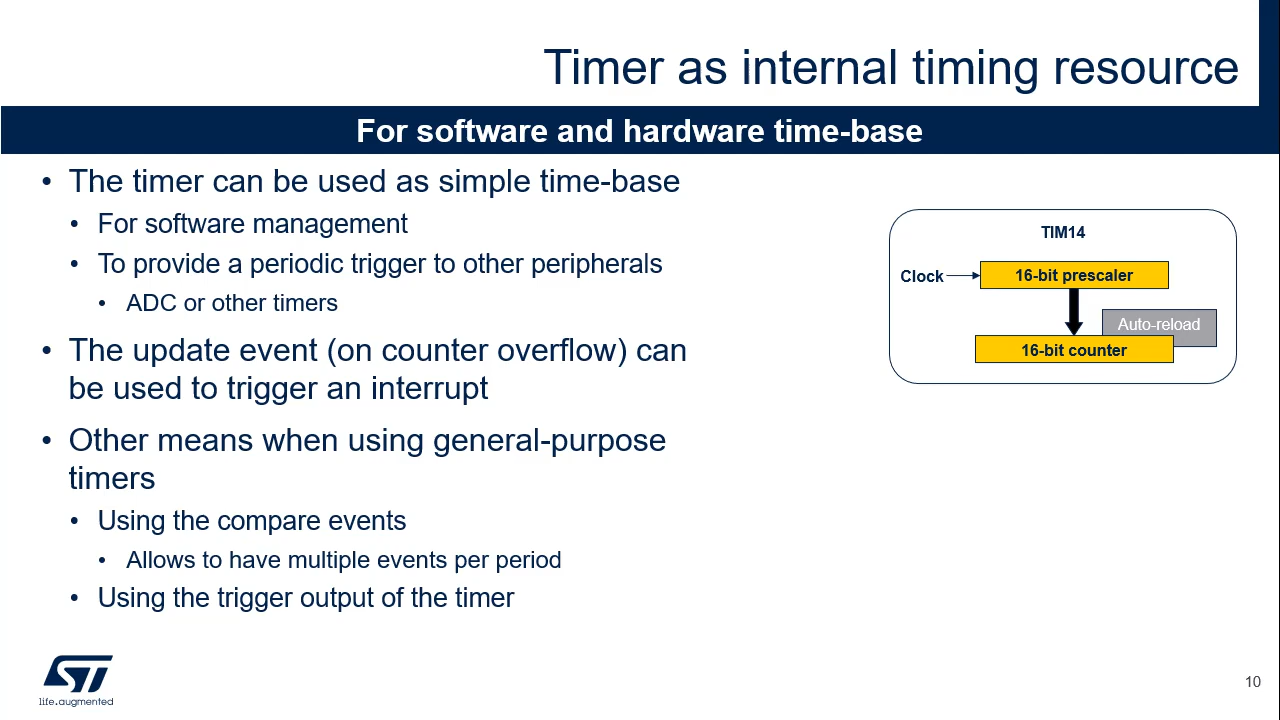 Timer as internal timing resource
For software and hardware time-base
• The timer can be used as simple time-base
• For software management
• To provide a periodic trigger to other peripherals
• ADC or other timers
• The update event (on counter overflow) can
be used to trigger an interrupt
• Other means when using general-purpose
timers
• Using the compare events
• Allows to have multiple events per period
• Using the trigger output of the timer
TIM14
Clock
16-bit prescaler
Auto-reload
16-bit counter
ST
life.augmented
10